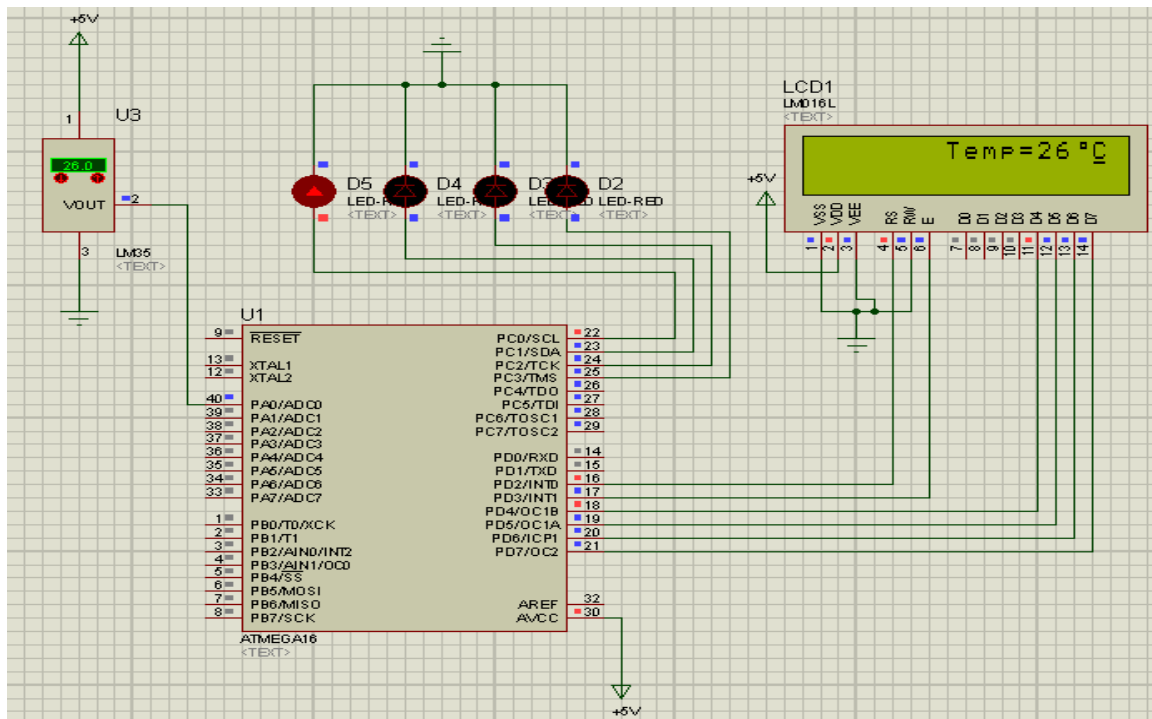 +5V
1
U3
26.0
VOUT
2
3
LM35
<TEXT>
D5
<TEXT>
D4
<TEXT>
D2
LED-RED
<TEXT>
LCD1
LM016L
<TEXT>
Temp=26°C
+5V
VSS
VDD
VEE
RS
RW
E
D0
D1
D2
D3
D4
D5
D6
D7
1
2
3
4
5
6
7
8
9
10
11
12
13
14
U1
9 RESET
13 XTAL1
12 XTAL2
40 PA0/ADC0
39 PA1/ADC1
38 PA2/ADC2
37 PA3/ADC3
36 PA4/ADC4
35 PA5/ADC5
34 PA6/ADC6
33 PA7/ADC7
1 PB0/T0/XCK
2 PB1/T1
3 PB2/AIN0/INT2
4 PB3/AIN1/OC0
5 PB4/SS
6 PB5/MOSI
7 PB6/MISO
8 PB7/SCK
PC0/SCL 22
PC1/SDA 23
PC2/TCK 24
PC3/TMS 25
PC4/TDO 26
PC5/TDI 27
PC6/TOSC1 28
PC7/TOSC2 29
PD0/RXD 14
PD1/TXD 15
PD2/INT0 16
PD3/INT1 17
PD4/OC1B 18
PD5/OC1A 19
PD6/ICP1 20
PD7/OC2 21
AREF 32
AVCC 30
ATMEGA16
<TEXT>
+5V